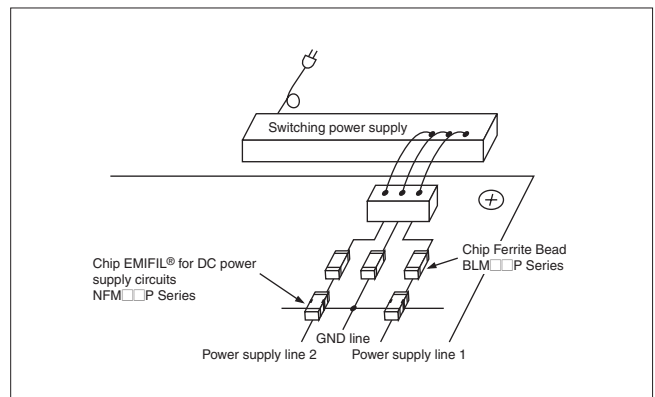 Switching power supply
Chip EMIFIL® for DC power
supply circuits
NFM□□P Series
Chip Ferrite Bead
BLM□□P Series
GND line
Power supply line 2
Power supply line 1